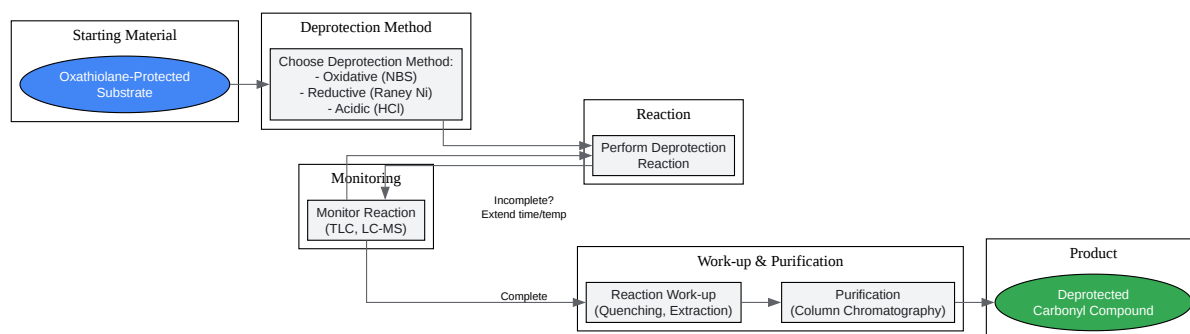 Starting Material
Oxathiolane-Protected
Substrate
Deprotection Method
Choose Deprotection Method:
- Oxidative (NBS)
- Reductive (Raney Ni)
- Acidic (HCl)
Reaction
Perform Deprotection
Reaction
Monitoring
Monitor Reaction
(TLC, LC-MS)
Incomplete?
Extend time/temp
Complete
Work-up & Purification
Reaction Work-up
(Quenching, Extraction)
Purification
(Column Chromatography)
Product
Deprotected
Carbonyl Compound